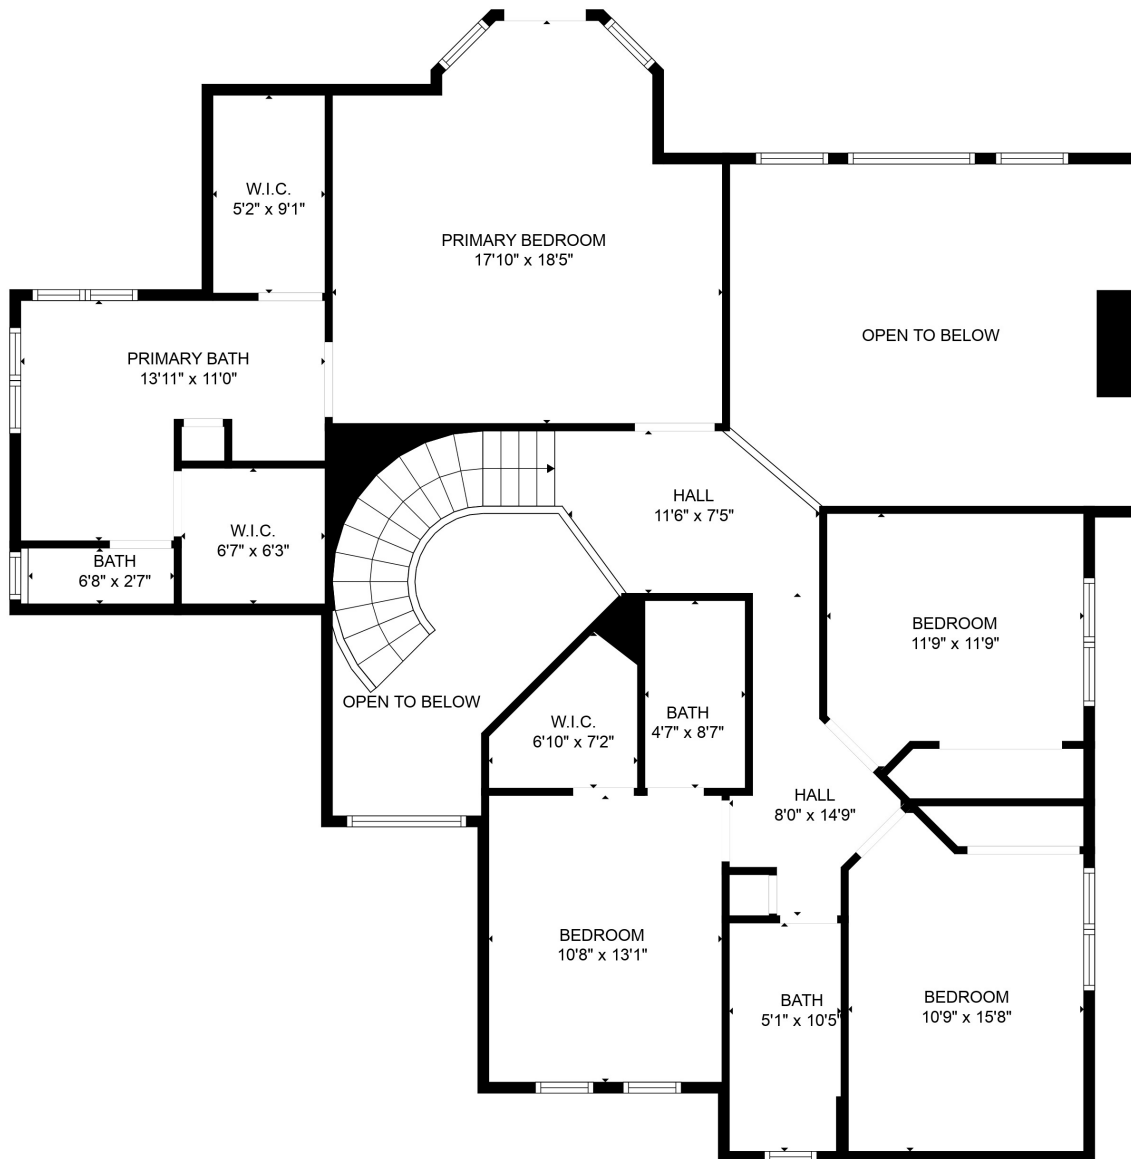 W.I.C.
5'2" x 9'1"
PRIMARY BEDROOM
17'10" x 18'5"
OPEN TO BELOW
PRIMARY BATH
13'11" x 11'0"
HALL
11'6" x 7'5"
W.I.C.
6'7" x 6'3"
BATH
6'8" x 2'7"
BEDROOM
11'9" x 11'9"
OPEN TO BELOW
W.I.C.
6'10" x 7'2"
BATH
4'7" x 8'7"
HALL
8'0" x 14'9"
BEDROOM
10'8" x 13'1"
BATH
5'1" x 10'5"
BEDROOM
10'9" x 15'8"